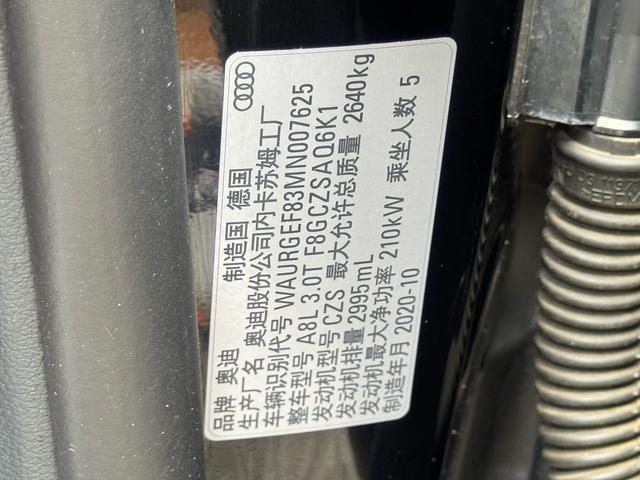 品牌 奥迪 制造国 德国
生产厂名 奥迪股份公司内卡苏姆工厂
车辆识别代号 WAURGEF83MN007625
整车型号 A8L 3.0T F8GCZSAQ6K1
发动机型号 CZS 最大允许总质量 2640kg
发动机排量 2995mL
发动机最大净功率 210kW 乘坐人数 5
制造年月 2020-10